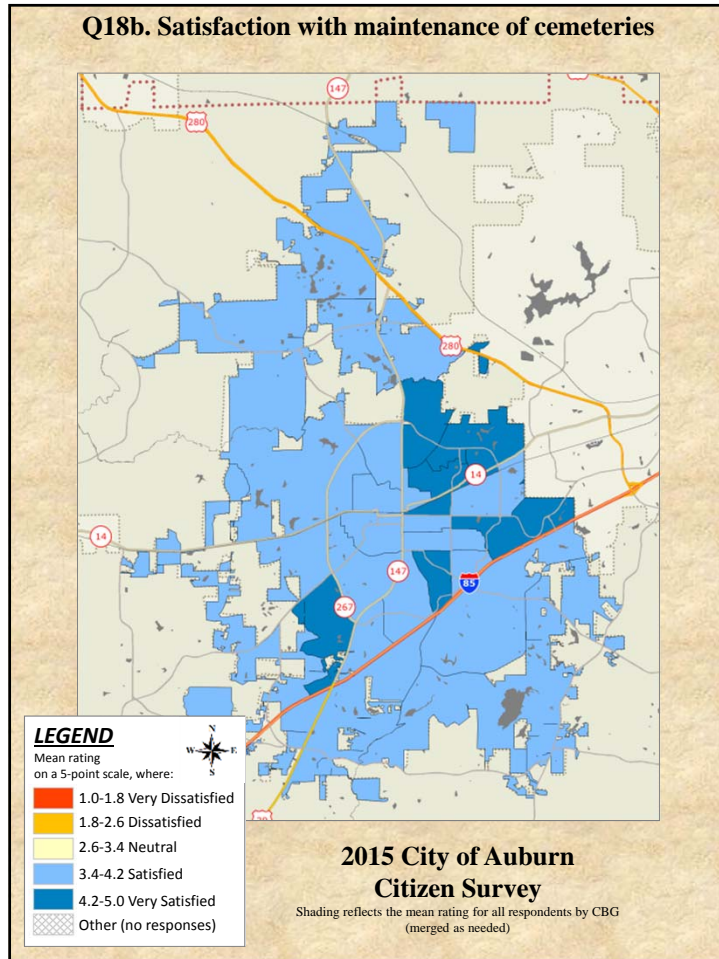 Q18b. Satisfaction with maintenance of cemeteries
147
280
280
14
14
147
85
267
LEGEND
Mean rating
on a 5-point scale, where:
N
W E
S
1.0-1.8 Very Dissatisfied
1.8-2.6 Dissatisfied
2.6-3.4 Neutral
3.4-4.2 Satisfied
4.2-5.0 Very Satisfied
Other (no responses)
2015 City of Auburn
Citizen Survey
Shading reflects the mean rating for all respondents by CBG
(merged as needed)